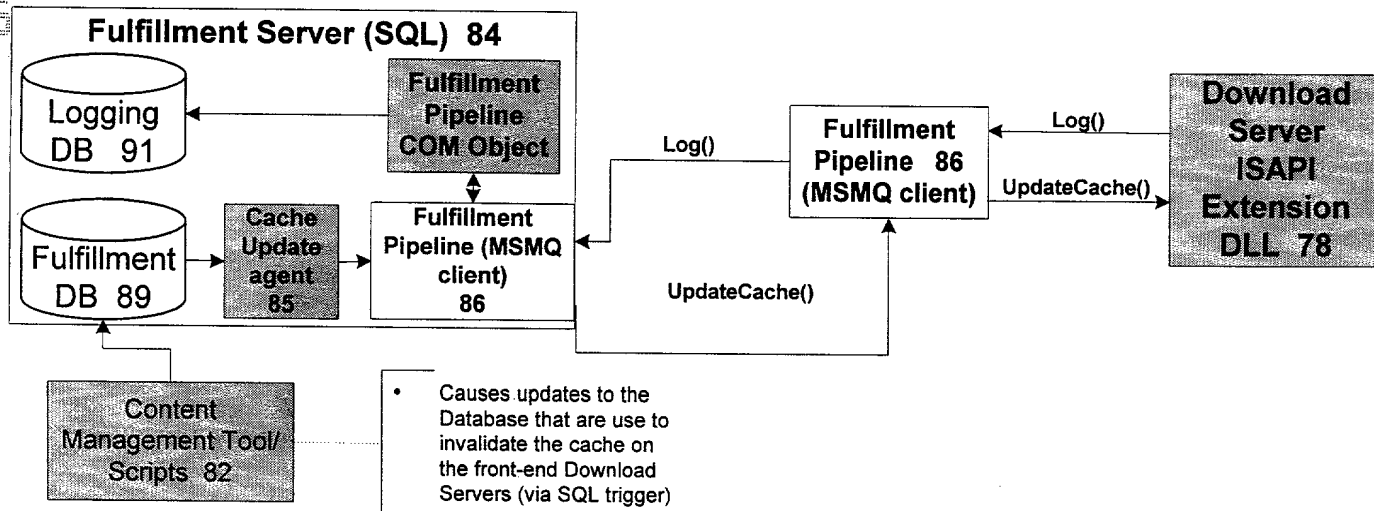 Fulfillment Server (SQL) 84
Logging
DB 91
Fulfillment
Pipeline
COM Object
Fulfillment
DB 89
Cache
Update
agent
85
Fulfillment
Pipeline (MSMQ
client)
86
Log()
UpdateCache()
Fulfillment
Pipeline 86
(MSMQ client)
Log()
UpdateCache()
Download
Server
ISAPI
Extension
DLL 78
Content
Management Tool/
Scripts 82
• Causes updates to the
Database that are use to
invalidate the cache on
the front-end Download
Servers (via SQL trigger)